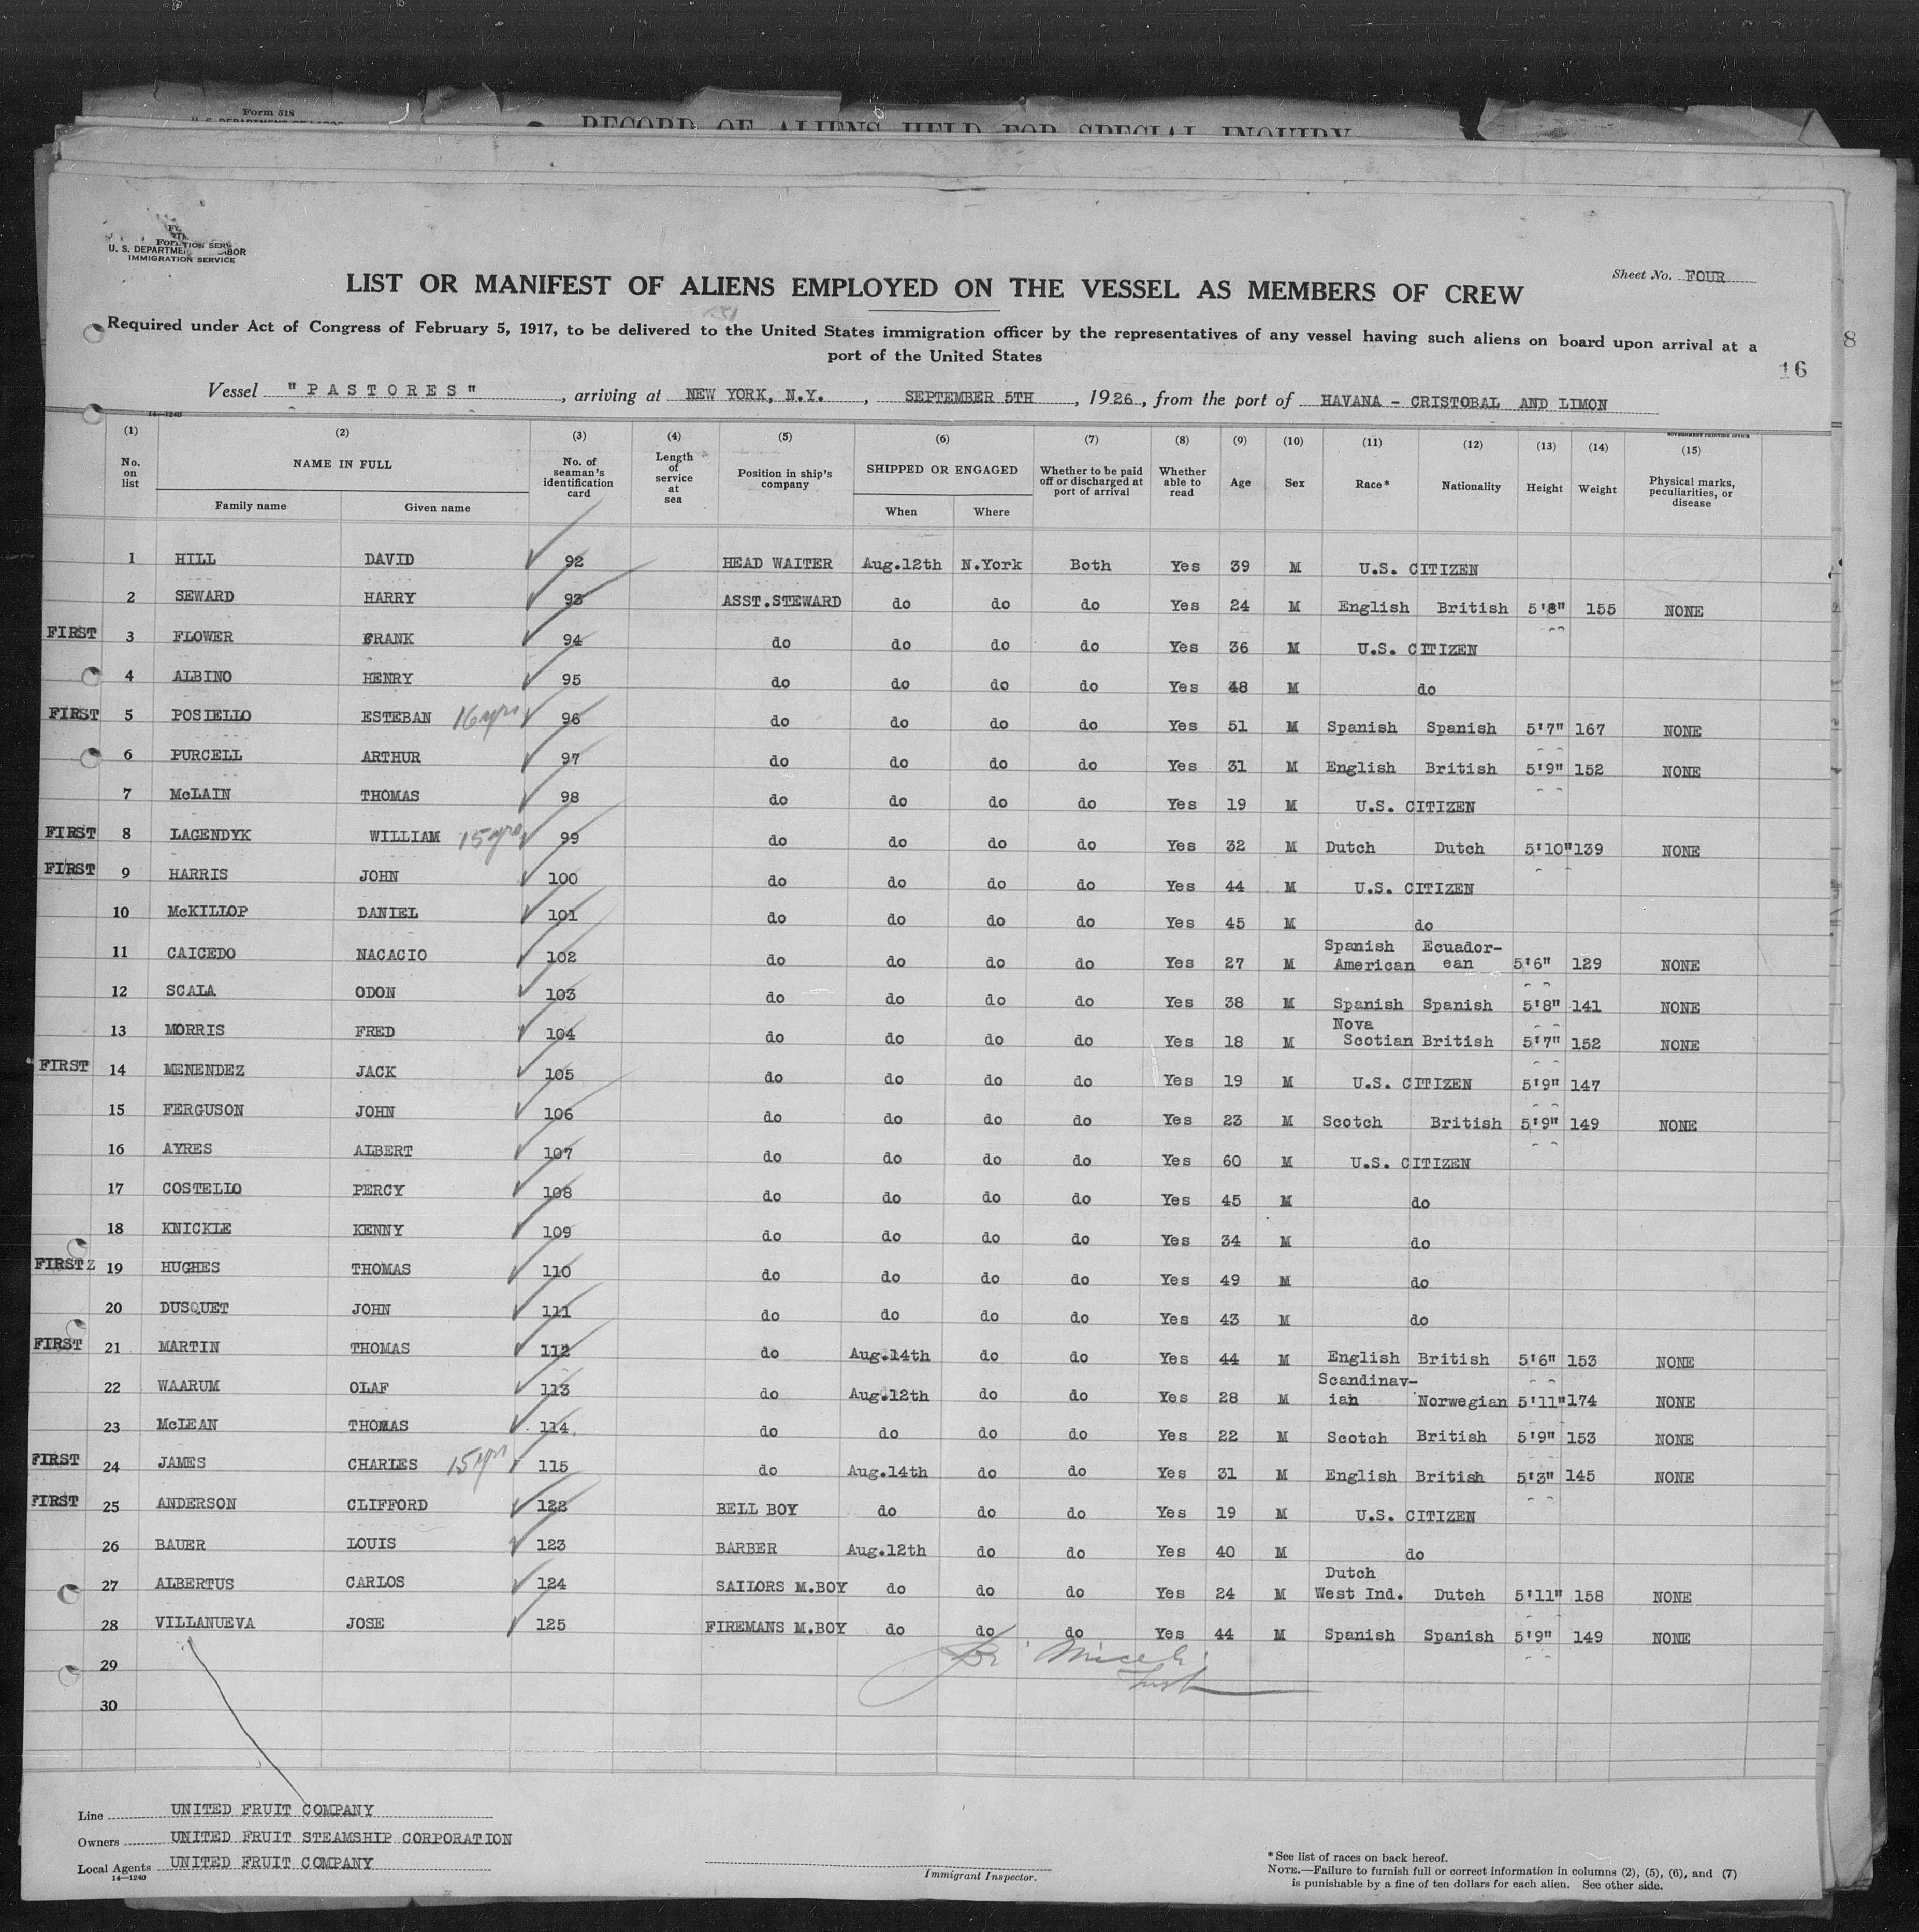 Form 518
RECORD OF ALIENS HELD FOR SPECIAL INQUIRY
U. S. DEPARTMENT LABOR
IMMIGRATION SERVICE
Sheet No. FOUR
LIST OR MANIFEST OF ALIENS EMPLOYED ON THE VESSEL AS MEMBERS OF CREW
Required under Act of Congress of February 5, 1917, to be delivered to the United States immigration officer by the representatives of any vessel having such aliens on board upon arrival at a
port of the United States
8
16
Vessel "PASTORES", arriving at NEW YORK, N.Y., SEPTEMBER 5TH, 1926, from the port of HAVANA - CRISTOBAL AND LIMON
14—1240
GOVERNMENT PRINTING OFFICE
(1) (2) (3) (4) (5) (6) (7) (8) (9) (10) (11) (12) (13) (14) (15)
No. on list NAME IN FULL Family name Given name No. of seaman's identification card Length of service at sea Position in ship's company SHIPPED OR ENGAGED When Where Whether to be paid off or discharged at port of arrival Whether able to read Age Sex Race* Nationality Height Weight Physical marks, peculiarities, or disease
1 HILL DAVID 92 HEAD WAITER Aug.12th N.York Both Yes 39 M U.S. CITIZEN
2 SEWARD HARRY 93 ASST.STEWARD do do do Yes 24 M English British 5'8" 155 NONE
FIRST 3 FLOWER FRANK 94 do do do do Yes 36 M U.S. CITIZEN
4 ALBINO HENRY 95 do do do do Yes 48 M do
FIRST 5 POSIELLO ESTEBAN 16yrs 96 do do do do Yes 51 M Spanish Spanish 5'7" 167 NONE
6 PURCELL ARTHUR 97 do do do do Yes 31 M English British 5'9" 152 NONE
7 McLAIN THOMAS 98 do do do do Yes 19 M U.S. CITIZEN
FIRST 8 LAGENDYK WILLIAM 15yrs 99 do do do do Yes 32 M Dutch Dutch 5'10" 139 NONE
FIRST 9 HARRIS JOHN 100 do do do do Yes 44 M U.S. CITIZEN
10 McKILLOP DANIEL 101 do do do do Yes 45 M do
11 CAICEDO NACACIO 102 do do do do Yes 27 M Spanish American Ecuador-ean 5'6" 129 NONE
12 SCALA ODON 103 do do do do Yes 38 M Spanish Spanish 5'8" 141 NONE
13 MORRIS FRED 104 do do do do Yes 18 M Nova Scotian British 5'7" 152 NONE
FIRST 14 MENENDEZ JACK 105 do do do do Yes 19 M U.S. CITIZEN 5'9" 147
15 FERGUSON JOHN 106 do do do do Yes 23 M Scotch British 5'9" 149 NONE
16 AYRES ALBERT 107 do do do do Yes 60 M U.S. CITIZEN
17 COSTELLO PERCY 108 do do do do Yes 45 M do
18 KNICKLE KENNY 109 do do do do Yes 34 M do
FIRSTZ 19 HUGHES THOMAS 110 do do do do Yes 49 M do
20 DUSQUET JOHN 111 do do do do Yes 43 M do
FIRST 21 MARTIN THOMAS 112 do Aug.14th do do Yes 44 M English British 5'6" 153 NONE
22 WAARUM OLAF 113 do Aug.12th do do Yes 28 M Scandinav-ian Norwegian 5'11" 174 NONE
23 McLEAN THOMAS 114 do do do do Yes 22 M Scotch British 5'9" 153 NONE
FIRST 24 JAMES CHARLES 15yrs 115 do Aug.14th do do Yes 31 M English British 5'3" 145 NONE
FIRST 25 ANDERSON CLIFFORD 122 BELL BOY do do do Yes 19 M U.S. CITIZEN
26 BAUER LOUIS 123 BARBER Aug.12th do do Yes 40 M do
27 ALBERTUS CARLOS 124 SAILORS M.BOY do do do Yes 24 M Dutch West Ind. Dutch 5'11" 158 NONE
28 VILLANUEVA JOSE 125 FIREMANS M.BOY do do do Yes 44 M Spanish Spanish 5'9" 149 NONE
29
30
Line UNITED FRUIT COMPANY
Owners UNITED FRUIT STEAMSHIP CORPORATION
Local Agents UNITED FRUIT COMPANY
14—1240
Immigrant Inspector.
*See list of races on back hereof.
NOTE.—Failure to furnish full or correct information in columns (2), (5), (6), and (7)
is punishable by a fine of ten dollars for each alien. See other side.